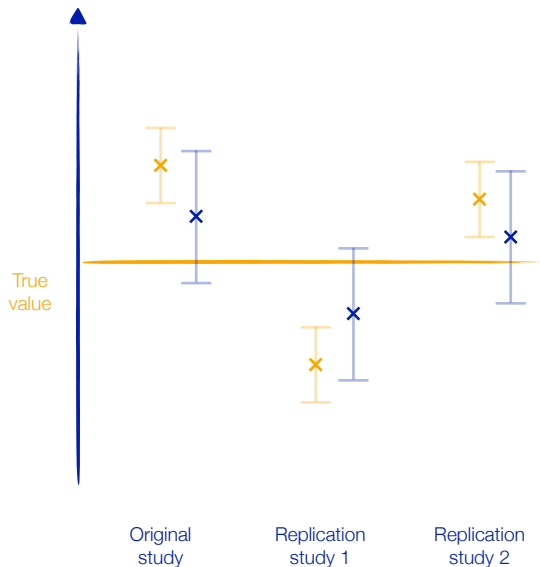 True
value
Original
study
Replication
study 1
Replication
study 2